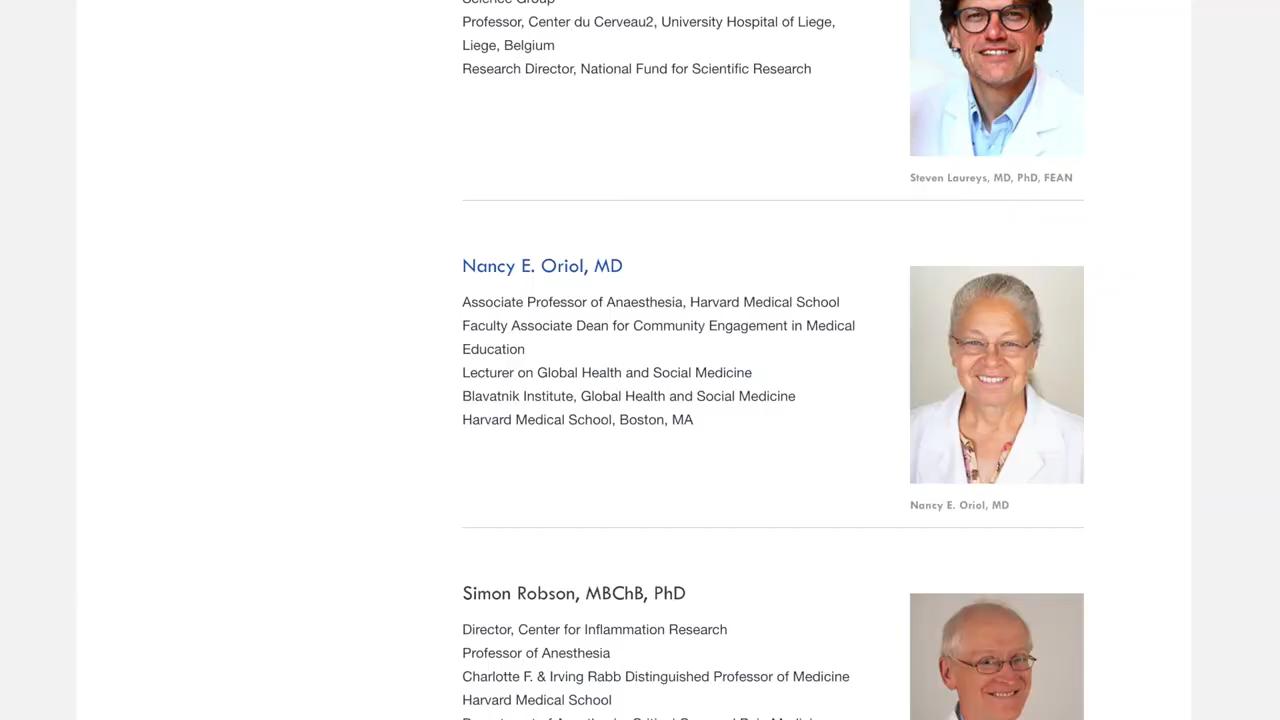 Science Group
Professor, Center du Cerveau2, University Hospital of Liege,
Liege, Belgium
Research Director, National Fund for Scientific Research
Steven Laureys, MD, PhD, FEAN
Nancy E. Oriol, MD
Associate Professor of Anaesthesia, Harvard Medical School
Faculty Associate Dean for Community Engagement in Medical
Education
Lecturer on Global Health and Social Medicine
Blavatnik Institute, Global Health and Social Medicine
Harvard Medical School, Boston, MA
Nancy E. Oriol, MD
Simon Robson, MBChB, PhD
Director, Center for Inflammation Research
Professor of Anesthesia
Charlotte F. & Irving Rabb Distinguished Professor of Medicine
Harvard Medical School